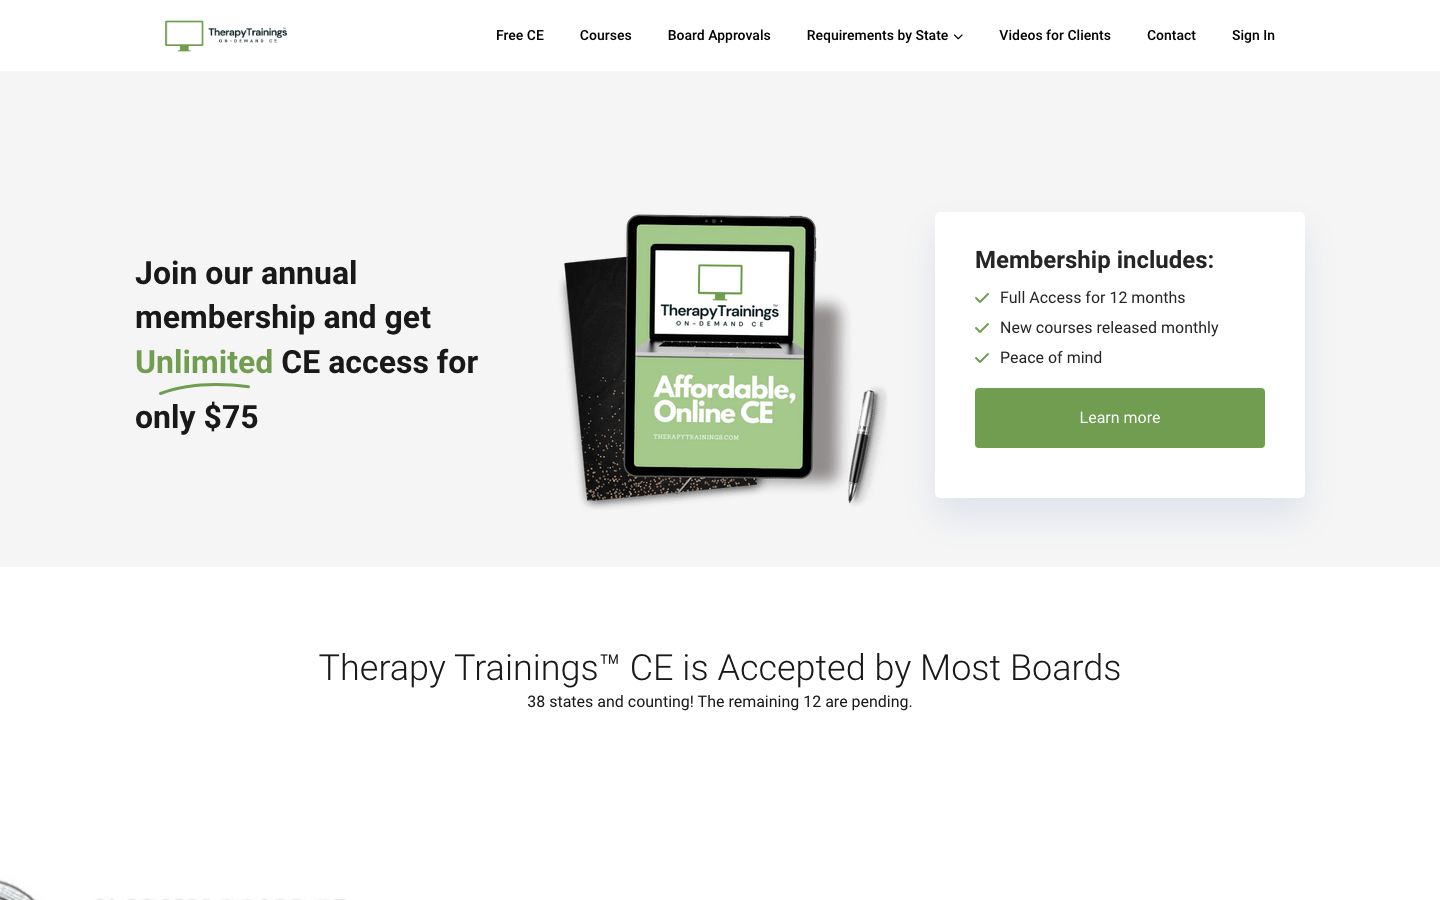 TherapyTrainings
ON-DEMAND CE
Free CE
Courses
Board Approvals
Requirements by State
Videos for Clients
Contact
Sign In
Join our annual
membership and get
Unlimited CE access for
only $75
TherapyTrainings™
ON-DEMAND CE
Affordable,
Online CE
THERAPYTRAININGS.COM
Membership includes:
Full Access for 12 months
New courses released monthly
Peace of mind
Learn more
Therapy Trainings™ CE is Accepted by Most Boards
38 states and counting! The remaining 12 are pending.